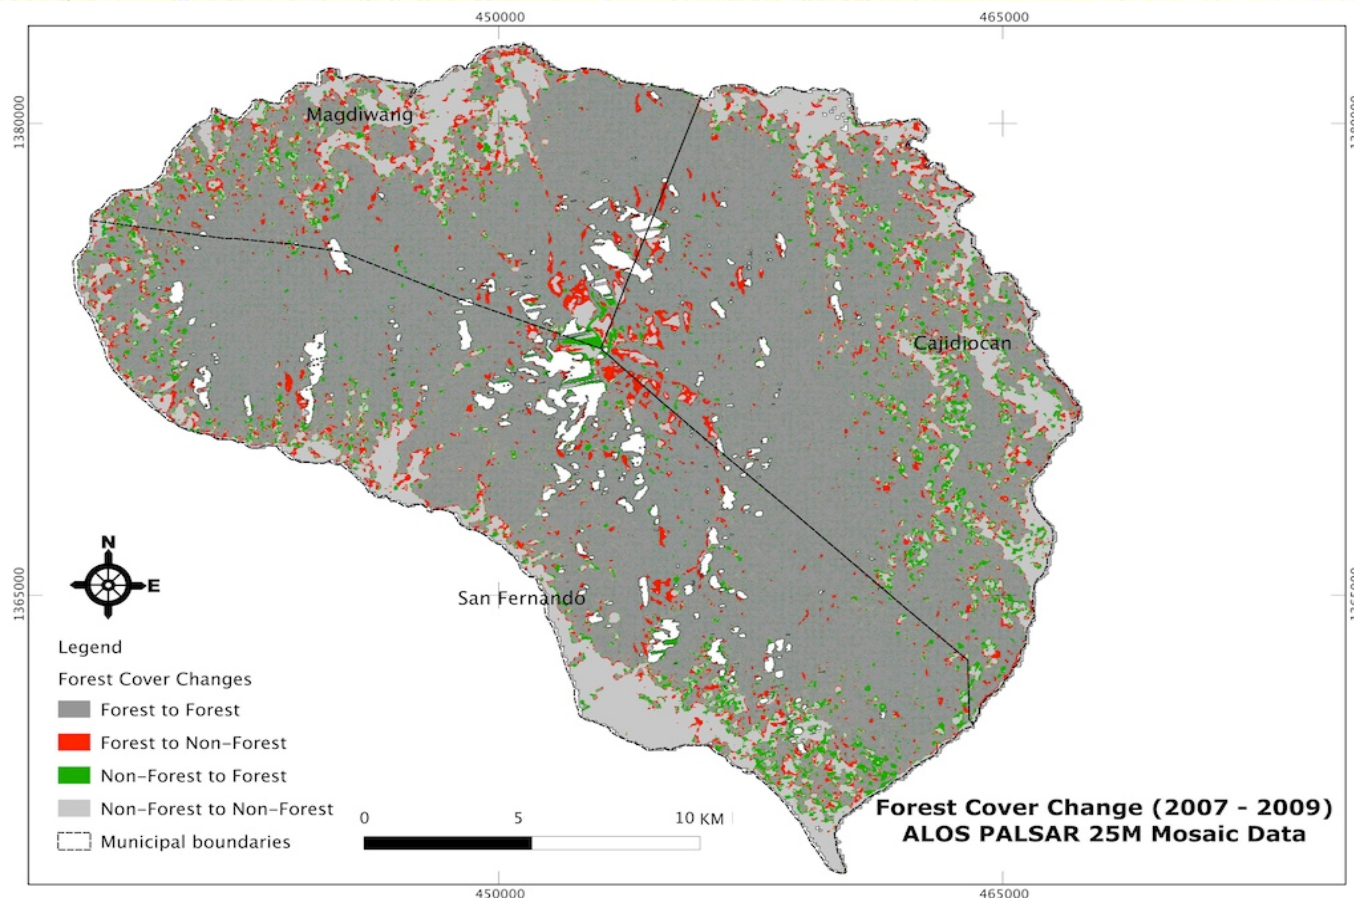 450000
465000
1380000
1380000
Magdiwang
Cajidiocan
N
E
1365000
1365000
San Fernando
Legend
Forest Cover Changes
Forest to Forest
Forest to Non-Forest
Non-Forest to Forest
Non-Forest to Non-Forest
Municipal boundaries
0 5 10 KM
Forest Cover Change (2007 - 2009)
ALOS PALSAR 25M Mosaic Data
450000
465000